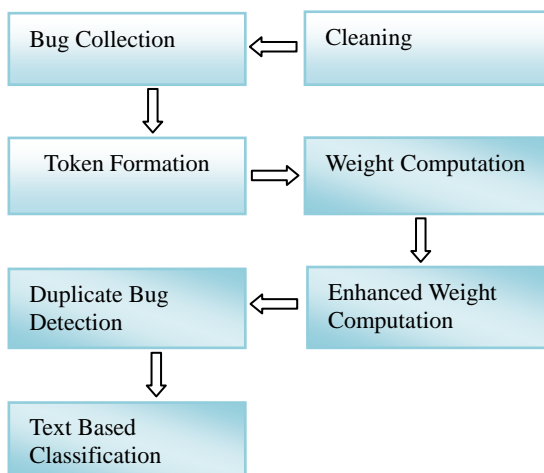 Bug Collection
Cleaning
Token Formation
Weight Computation
Duplicate Bug
Detection
Enhanced Weight
Computation
Text Based
Classification